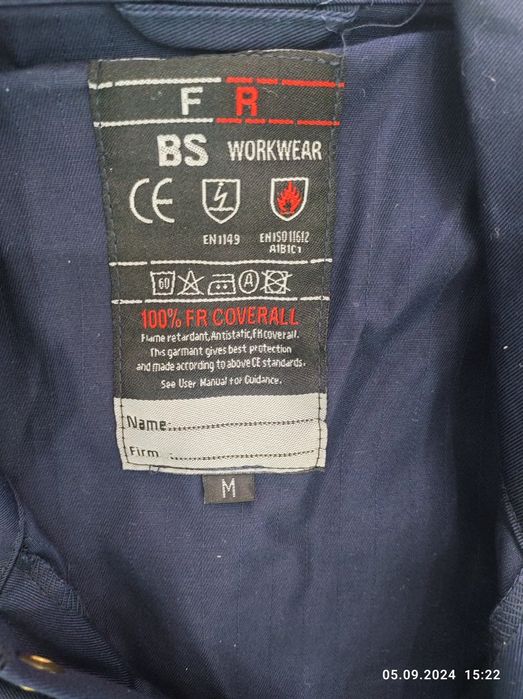 F R
BS WORKWEAR
CE
EN1149 EN ISO 11612
A1B1C1
60 A
100% FR COVERALL
Flame retardant, Antistatic, FR coverall.
This garment gives best protection
and made according to above CE standards.
See User Manual for Guidance.
Name:
Firm :
M
05.09.2024 15:22